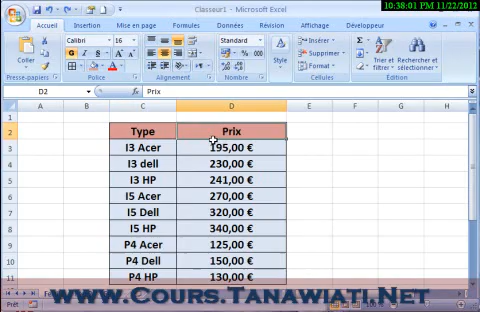 10:38:01 PM 11/22/2012
Classeur1 - Microsoft Excel
Accueil Insertion Mise en page Formules Données Révision Affichage Développeur
Calibri 16 Standard
Coller Style Insérer Supprimer Format Trier et filtrer Rechercher et sélectionner
Presse-papiers Police Alignement Nombre Cellules Édition
D2 fx Prix
A B C D E F G H
1
2 Type Prix
3 I3 Acer 195,00 €
4 I3 dell 230,00 €
5 I3 HP 241,00 €
6 I5 Acer 270,00 €
7 I5 Dell 320,00 €
8 I5 HP 340,00 €
9 P4 Acer 125,00 €
10 P4 Dell 150,00 €
11 P4 HP 130,00 €
www.Cours.Tanawiati.Net
Prêt 100 %